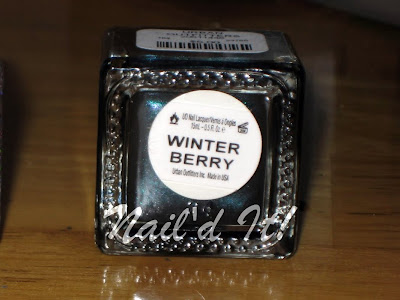 UO Nail Lacquer/Vernis à Ongles
15mL - 0.5 fl. Oz.℮
WINTER
BERRY
Urban Outfitters Inc. Made in USA
Nail'd It!